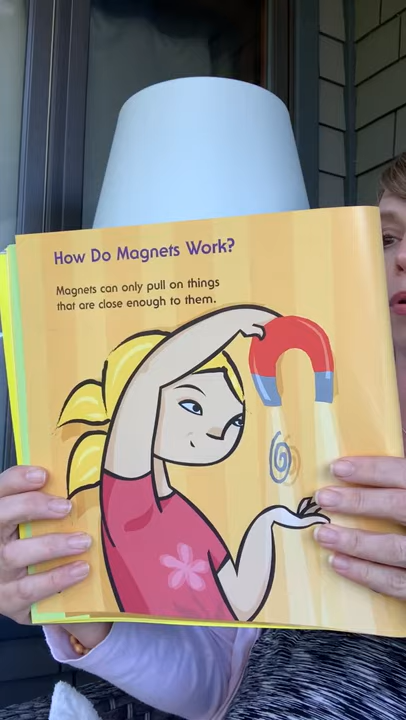 How Do Magnets Work?
Magnets can only pull on things
that are close enough to them.